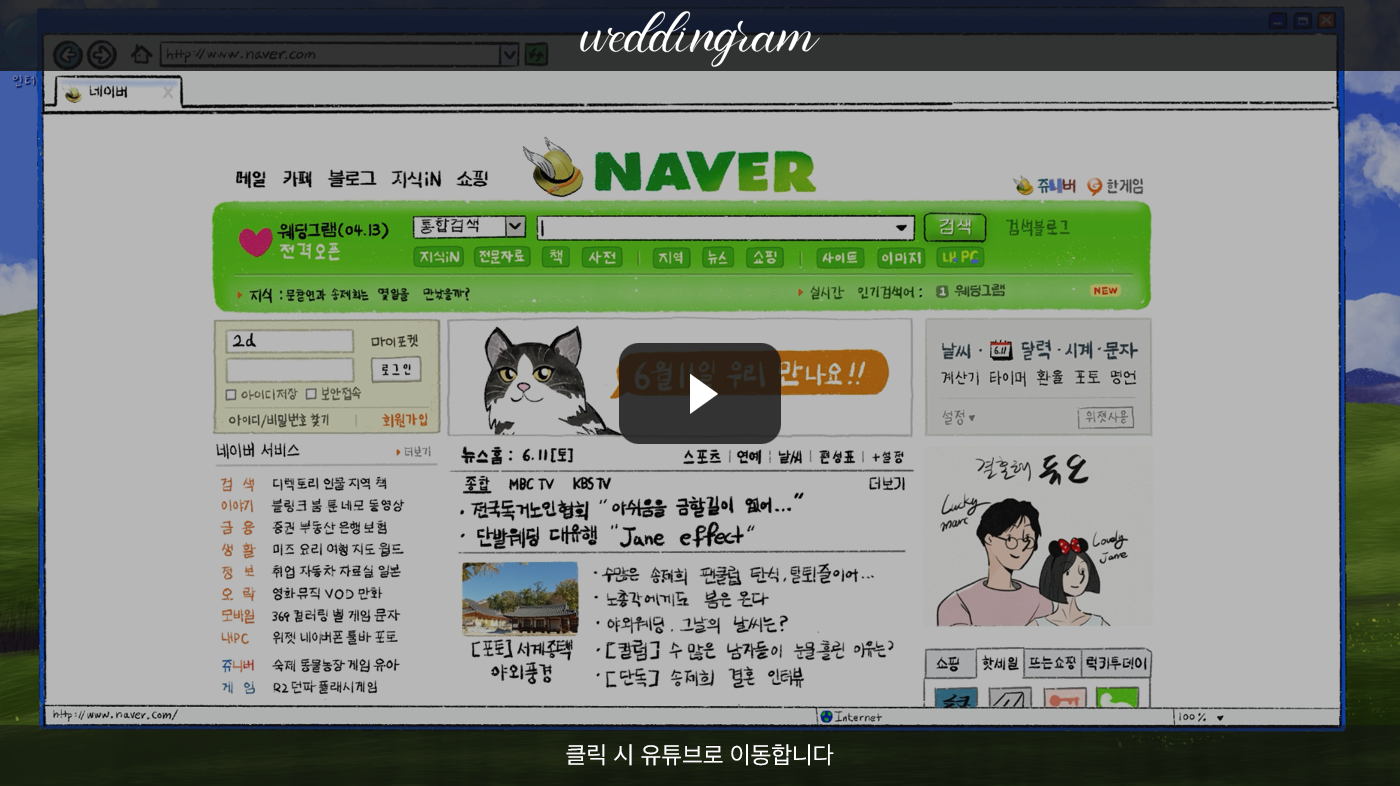 weddingram
http://www.naver.com
인터
네이버 X
메일 카페 블로그 지식iN 쇼핑
NAVER
쥬니버 한게임
웨딩그램(04.13)
전격오픈
통합검색
검색 검색블로그
지식iN 전문자료 책 사전 | 지역 뉴스 쇼핑 | 사이트 이미지 내PC
지식 : 문찰인과 송제희는 몇월을 만났을까?
실시간 인기검색어 : 1 웨딩그램 NEW
2d 마이포켓
로그인
아이디저장 보안접속
아이디/비밀번호 찾기 | 회원가입
6월 11일 우리 만나요!!
날씨 · 6.11 달력 · 시계 · 문자
계산기 타이머 환율 포토 명언
설정 ▾ 위젯사용
네이버 서비스 더보기
검색 디렉토리 인물 지역 책
이야기 블링크 붐 툰 네모 동영상
금융 증권 부동산 은행 보험
생활 미즈 요리 여행 지도 월드
정보 취업 자동차 자료실 일본
오락 영화 뮤직 VOD 만화
모바일 369 컬러링 벨 게임 문자
내PC 위젯 네이버폰 툴바 포토
쥬니버 숙제 동물농장 게임 유아
게임 R2 던파 플래시게임
뉴스홈 : 6.11[토] 스포츠 | 연예 | 날씨 | 편성표 | +설정
종합 MBC TV KBS TV 더보기
· 전국독거노인협회 "아쉬움을 금할길이 없어..."
· 단발웨딩 대유행 "Jane effect"
[포토] 서계종택
야외풍경
· 수많은 송제희 팬클럽 단식, 탈퇴줄이어...
· 노총각에게도 봄은 온다
· 야외웨딩, 그날의 날씨는?
· [컬럼] 수 많은 남자들이 눈물흘린 이유는?
· [단독] 송제희 결혼 인터뷰
결혼해 듀오
Lucky
marc
Lovely
Jane
쇼핑 핫세일 뜨는쇼핑 럭키투데이
http://www.naver.com/ Internet 100% ▾
클릭 시 유튜브로 이동합니다